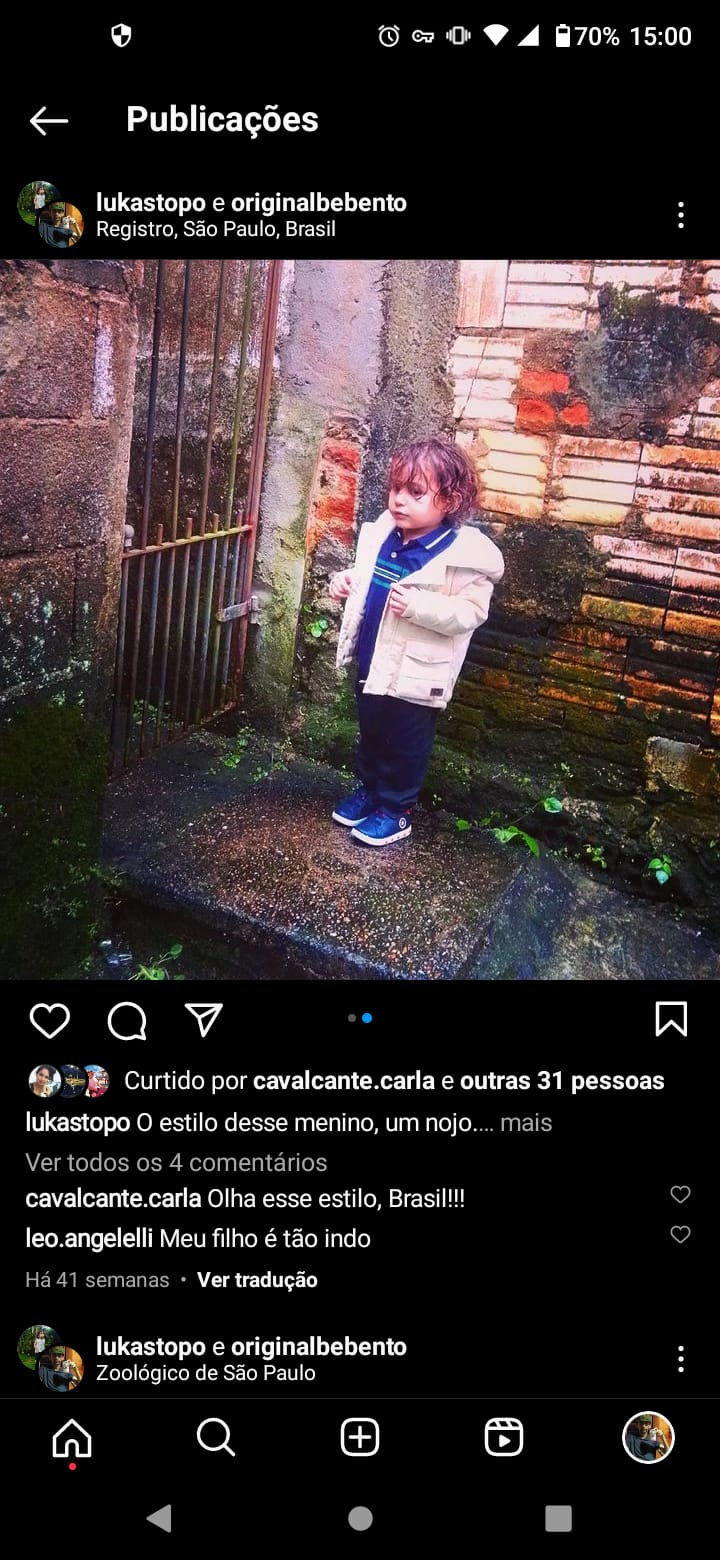 70% 15:00
Publicações
lukastopo e originalbebento
Registro, São Paulo, Brasil
Curtido por cavalcante.carla e outras 31 pessoas
lukastopo O estilo desse menino, um nojo.... mais
Ver todos os 4 comentários
cavalcante.carla Olha esse estilo, Brasil!!!
leo.angelelli Meu filho é tão indo
Há 41 semanas • Ver tradução
lukastopo e originalbebento
Zoológico de São Paulo